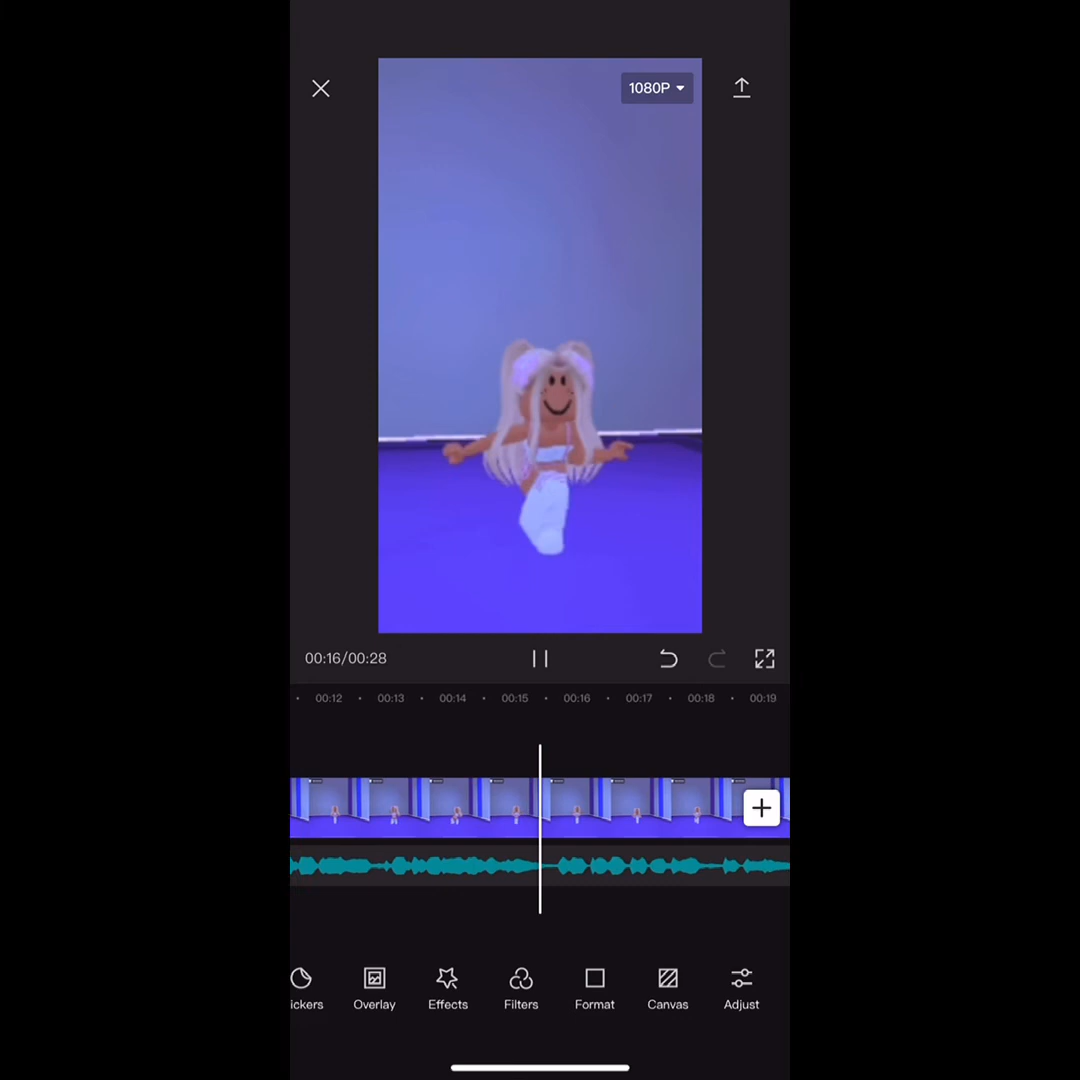 1080P
00:16/00:28
00:12 00:13 00:14 00:15 00:16 00:17 00:18 00:19
ickers Overlay Effects Filters Format Canvas Adjust